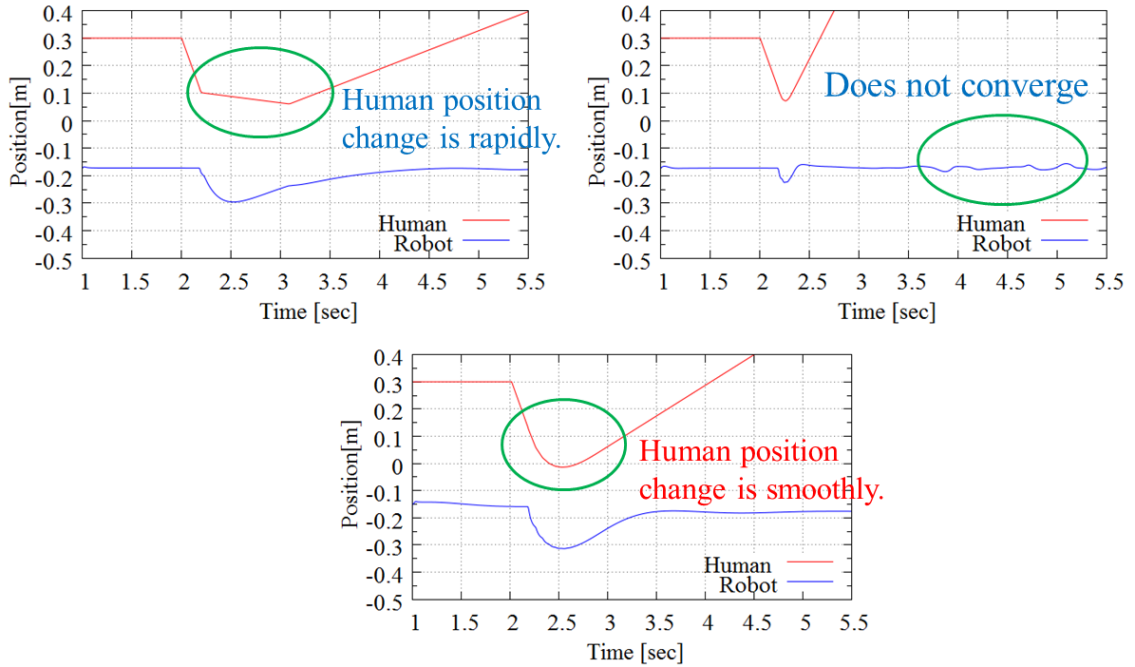 0.4
0.3
0.2
0.1
0
-0.1
-0.2
-0.3
-0.4
-0.5
Position[m]
Human position
change is rapidly.
Human
Robot
1 1.5 2 2.5 3 3.5 4 4.5 5 5.5
Time [sec]
0.4
0.3
0.2
0.1
0
-0.1
-0.2
-0.3
-0.4
-0.5
Position[m]
Does not converge
Human
Robot
1 1.5 2 2.5 3 3.5 4 4.5 5 5.5
Time [sec]
0.4
0.3
0.2
0.1
0
-0.1
-0.2
-0.3
-0.4
-0.5
Position[m]
Human position
change is smoothly.
Human
Robot
1 1.5 2 2.5 3 3.5 4 4.5 5 5.5
Time [sec]